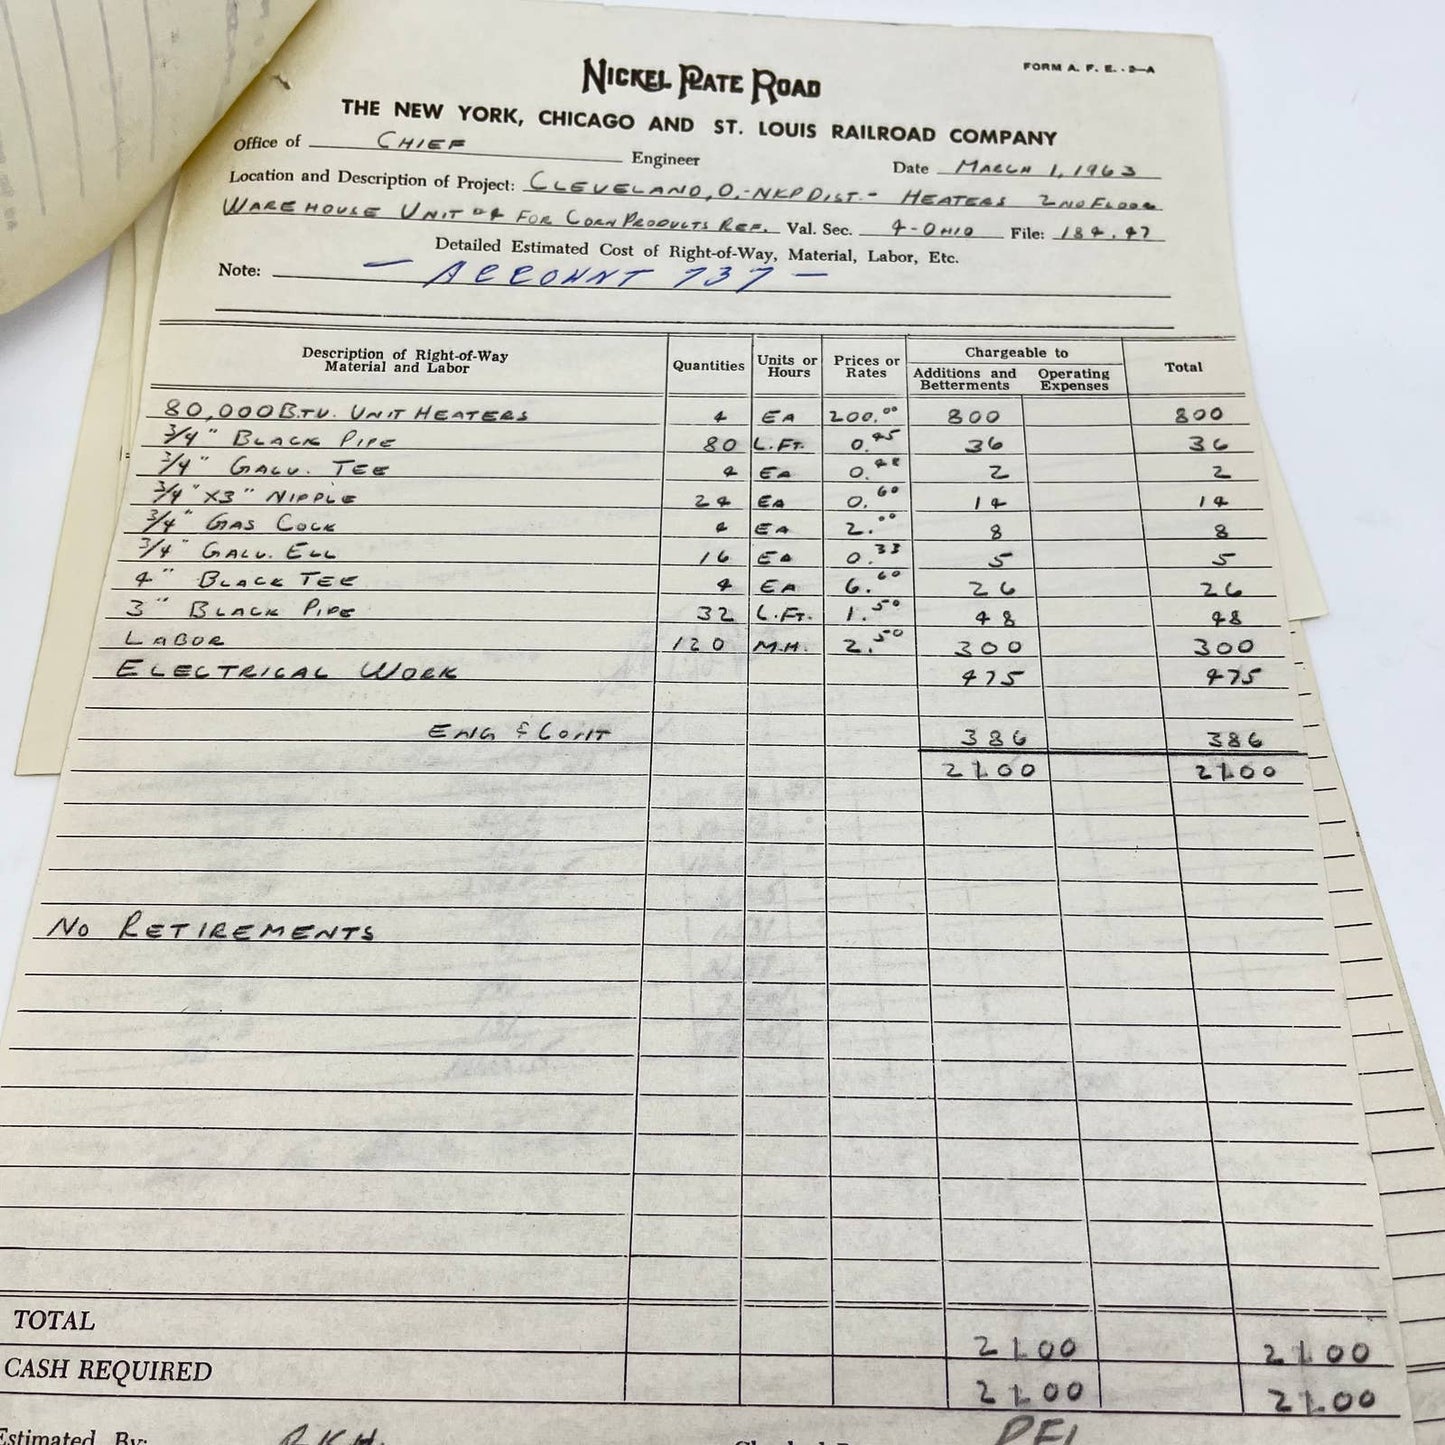 NICKEL PLATE ROAD
FORM A. F. E. - 3—A
THE NEW YORK, CHICAGO AND ST. LOUIS RAILROAD COMPANY
Office of CHIEF Engineer Date MARCH 1, 1963
Location and Description of Project: CLEVELAND, O. - NKP DIST. - HEATERS 2ND FLOOR
WAREHOUSE UNIT #4 FOR CORN PRODUCTS REF. Val. Sec. 4-OHIO File: 184.47
Detailed Estimated Cost of Right-of-Way, Material, Labor, Etc.
Note: — ACCOUNT 737 —
Description of Right-of-Way Material and Labor Quantities Units or Hours Prices or Rates Chargeable to Additions and Betterments Operating Expenses Total
80,000 B.T.U. UNIT HEATERS 4 EA 200.00 800 800
3/4" BLACK PIPE 80 L.FT. 0.45 36 36
3/4" GALV. TEE 4 EA 0.48 2 2
3/4" X 3" NIPPLE 24 EA 0.60 14 14
3/4" GAS COCK 4 EA 2.00 8 8
3/4" GALV. ELL 16 EA 0.33 5 5
4" BLACK TEE 4 EA 6.60 26 26
3" BLACK PIPE 32 L.FT. 1.50 48 48
LABOR 120 M.H. 2.50 300 300
ELECTRICAL WORK 475 475
ENG & CONT 386 386
2100 2100
NO RETIREMENTS
TOTAL 2100 2100
CASH REQUIRED 2100 2100
Estimated By: R.K.H.